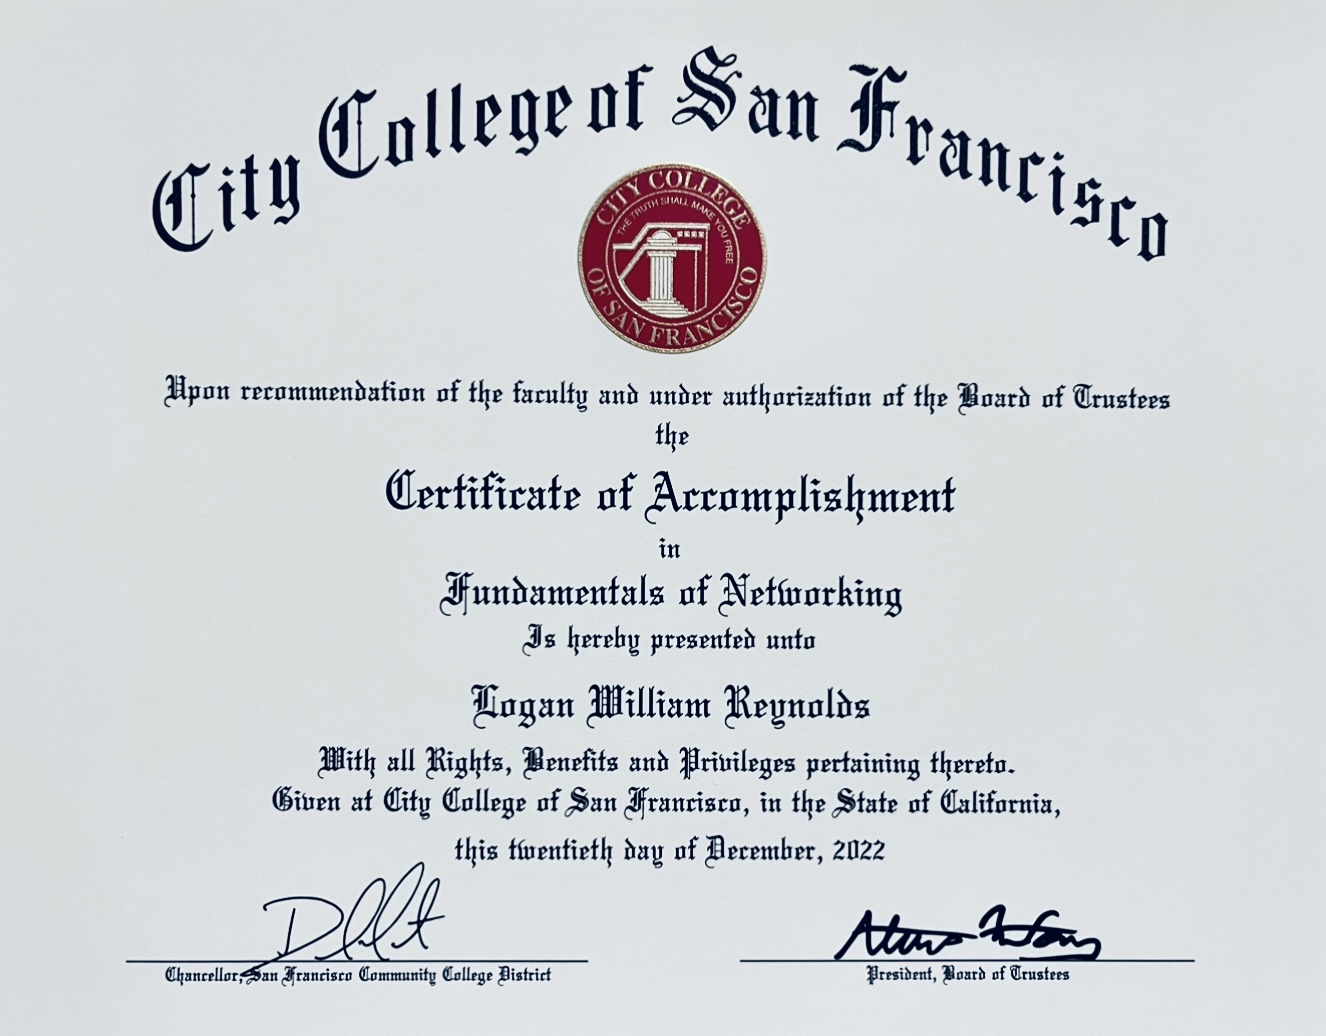 City College of San Francisco
CITY COLLEGE OF SAN FRANCISCO
THE TRUTH SHALL MAKE YOU FREE
Upon recommendation of the faculty and under authorization of the Board of Trustees
the
Certificate of Accomplishment
in
Fundamentals of Networking
Is hereby presented unto
Logan William Reynolds
With all Rights, Benefits and Privileges pertaining thereto.
Given at City College of San Francisco, in the State of California,
this twentieth day of December, 2022
Chancellor, San Francisco Community College District
President, Board of Trustees